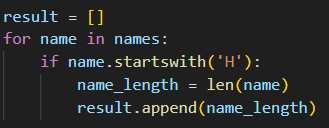 result = []
for name in names:
    if name.startswith('H'):
        name_length = len(name)
        result.append(name_length)